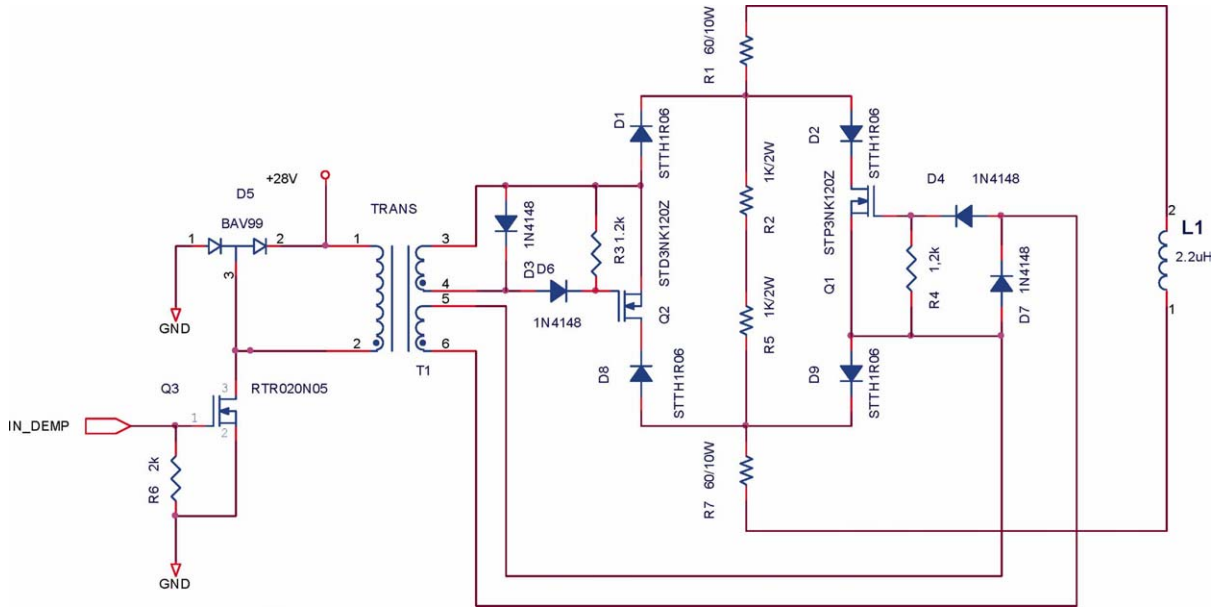 R1 60/10W
D1
STTH1R06
D2
STTH1R06
+28V
D5
BAV99
1
2
3
GND
TRANS
1
2
3
4
5
6
T1
1N4148
D3
D6
1N4148
R3
1.2k
STD3NK120Z
Q2
1K/2W
R2
1K/2W
R5
STP3NK120Z
Q1
D4
1N4148
R4
1,2k
D7
1N4148
2
L1
2.2uH
1
D8
STTH1R06
D9
STTH1R06
Q3
RTR020N05
3
1
2
IN_DEMP
R6 2k
GND
R7 60/10W